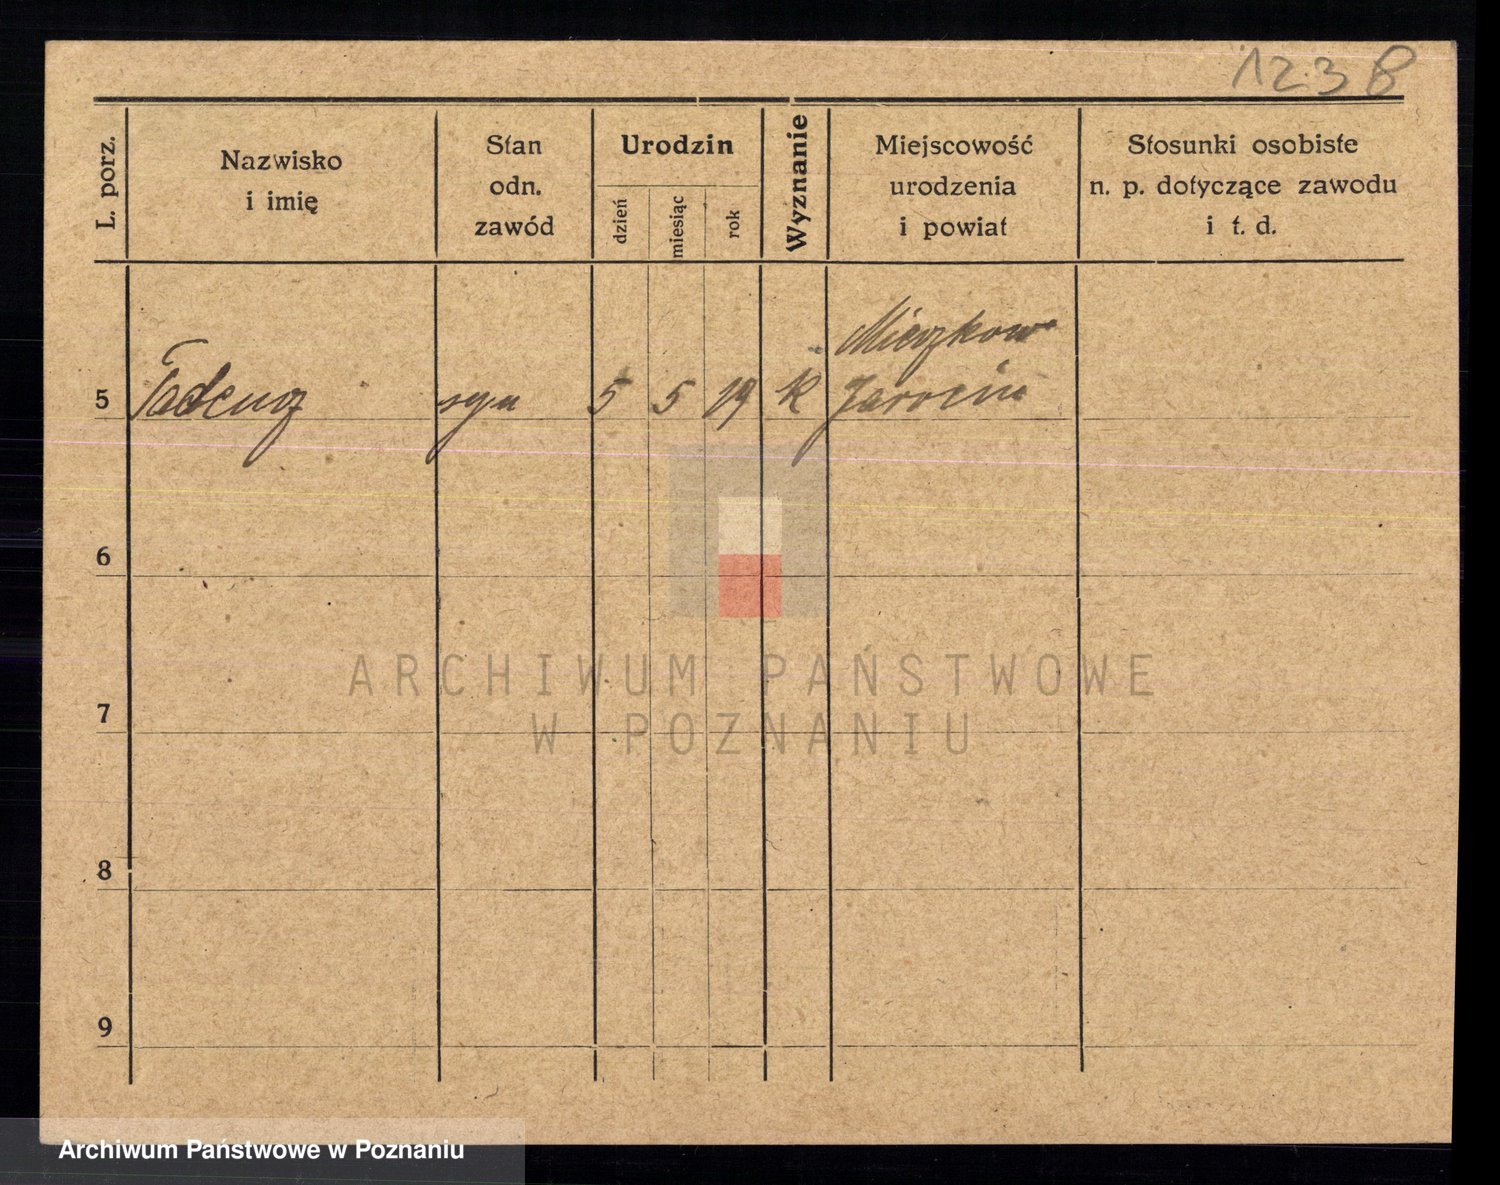 1238
L. porz.
Nazwisko
i imię
Stan
odn.
zawód
Urodzin
dzień
miesiąc
rok
Wyznanie
Miejscowość
urodzenia
i powiat
Stosunki osobiste
n. p. dotyczące zawodu
i t. d.
Mieczkowo
5 Tadeusz syn 5 5 19 k Jarocin
6
7
8
9
ARCHIWUM PAŃSTWOWE
W POZNANIU
Archiwum Państwowe w Poznaniu